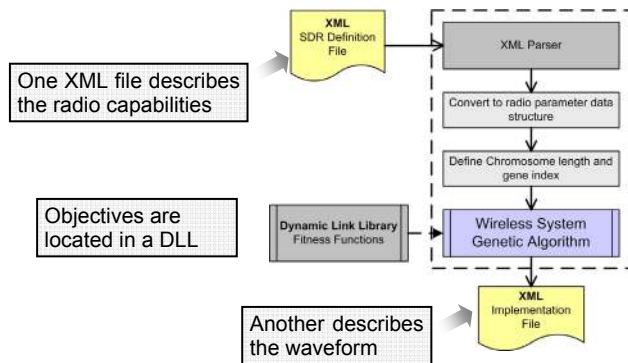 XML
SDR Definition
File
XML Parser
One XML file describes
the radio capabilities
Convert to radio parameter data
structure
Define Chromosome length and
gene index
Objectives are
located in a DLL
Dynamic Link Library
Fitness Functions
Wireless System
Genetic Algorithm
XML
Implementation
File
Another describes
the waveform